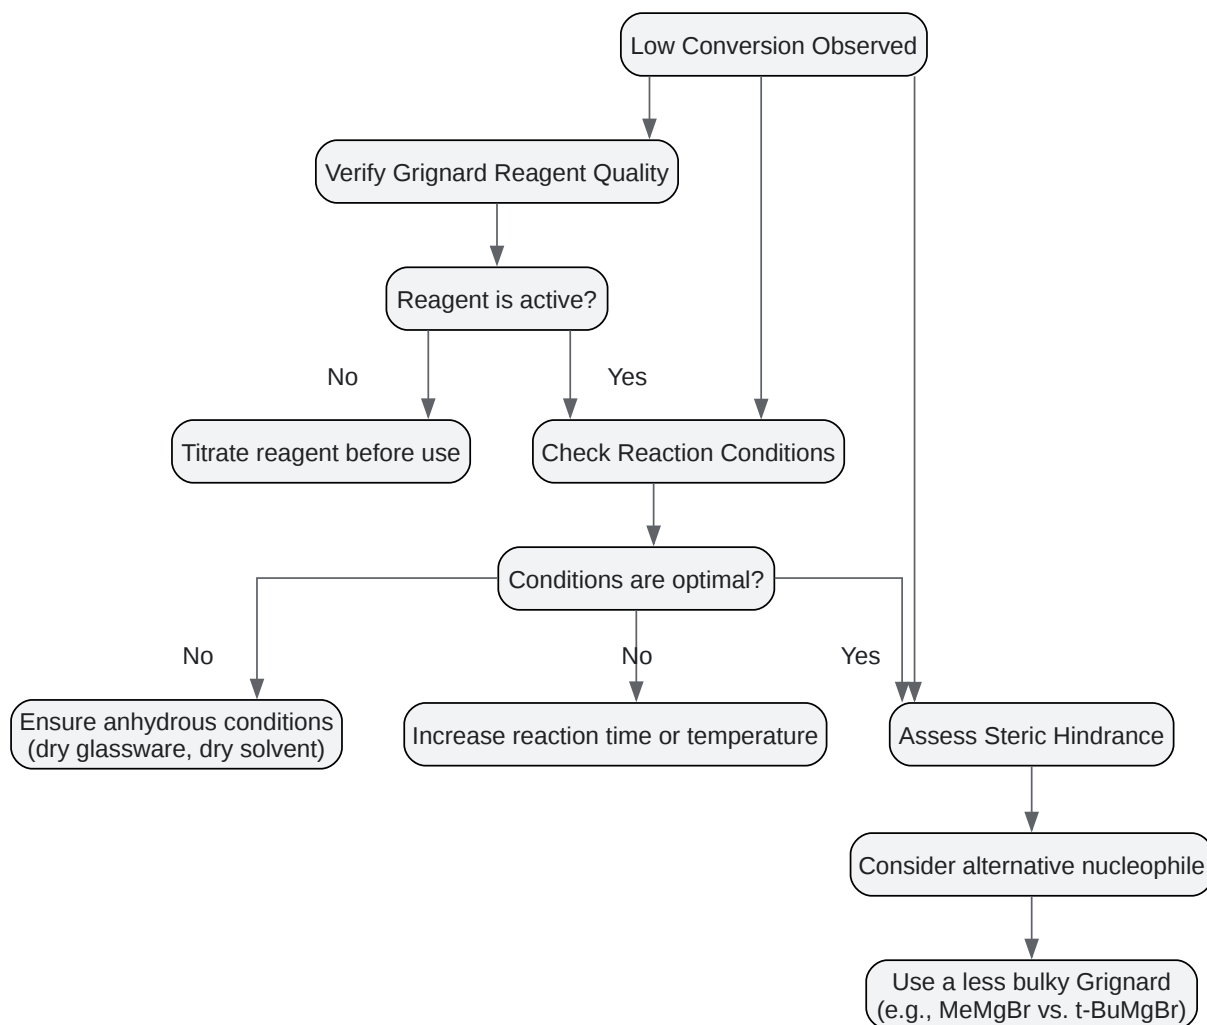 Low Conversion Observed
Verify Grignard Reagent Quality
Reagent is active?
No
Yes
Titrate reagent before use
Check Reaction Conditions
Conditions are optimal?
No
No
Yes
Ensure anhydrous conditions
(dry glassware, dry solvent)
Increase reaction time or temperature
Assess Steric Hindrance
Consider alternative nucleophile
Use a less bulky Grignard
(e.g., MeMgBr vs. t-BuMgBr)